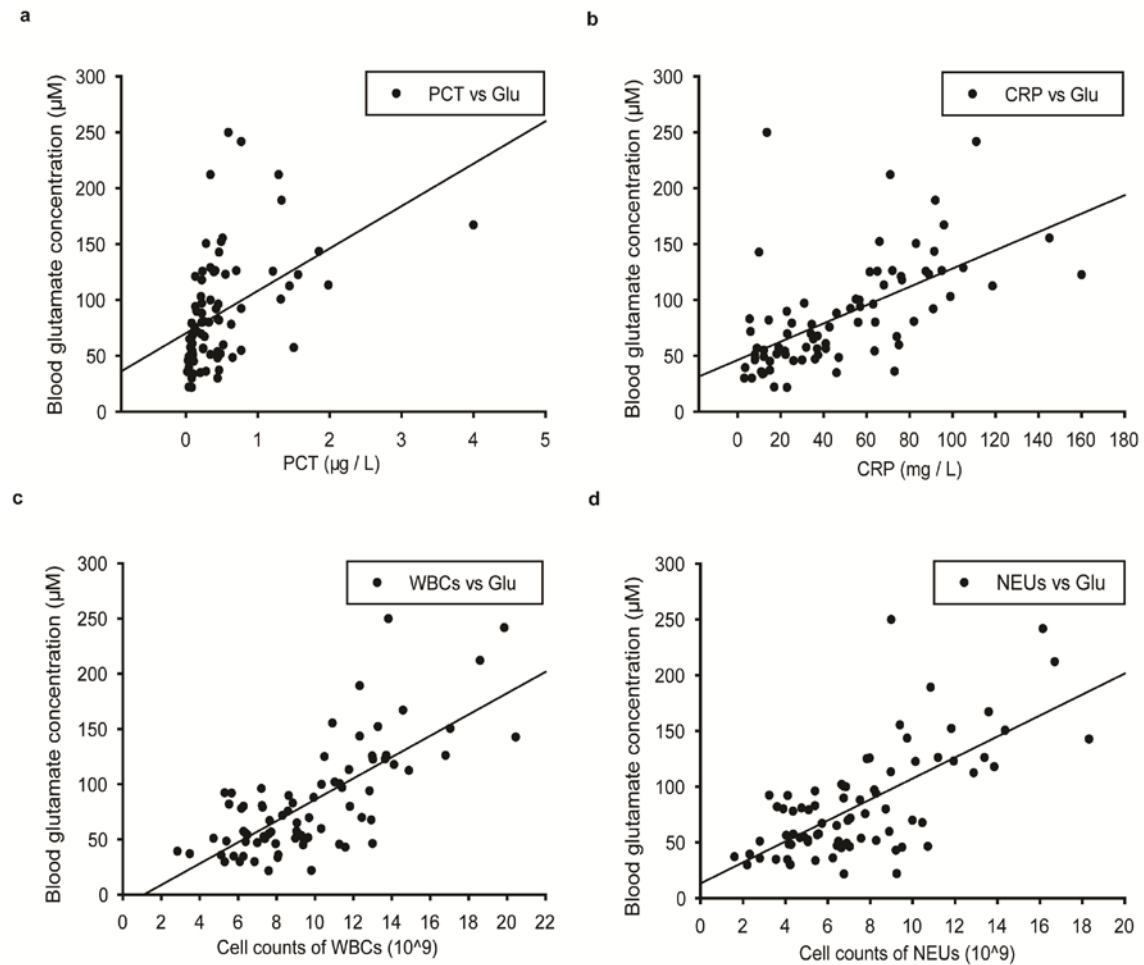 a
Blood glutamate concentration (µM)
300
250
200
150
100
50
0
PCT vs Glu
0 1 2 3 4 5
PCT (µg / L)
b
Blood glutamate concentration (µM)
300
250
200
150
100
50
0
CRP vs Glu
0 20 40 60 80 100 120 140 160 180
CRP (mg / L)
c
Blood glutamate concentration (µM)
300
250
200
150
100
50
0
WBCs vs Glu
0 2 4 6 8 10 12 14 16 18 20 22
Cell counts of WBCs (10^9)
d
Blood glutamate concentration (µM)
300
250
200
150
100
50
0
NEUs vs Glu
0 2 4 6 8 10 12 14 16 18 20
Cell counts of NEUs (10^9)